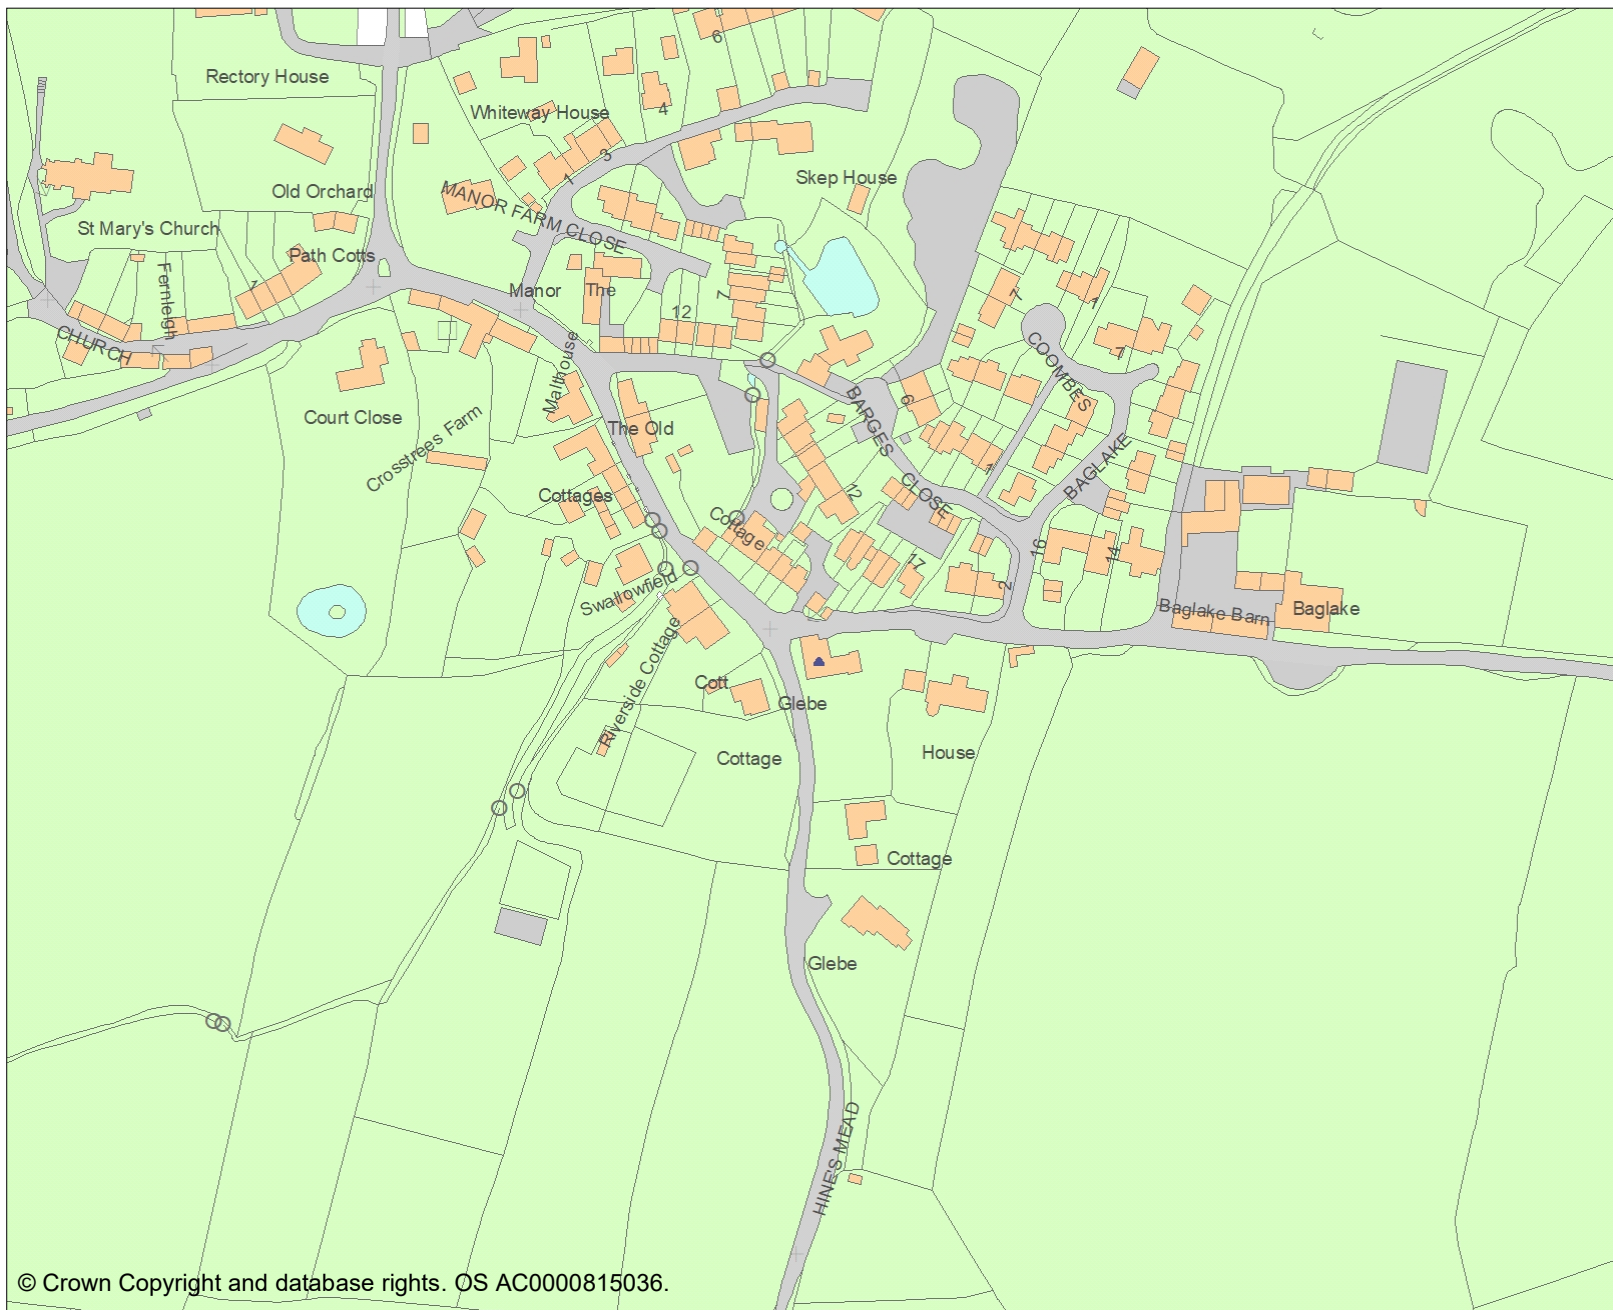 6
Rectory House
Whiteway House
4
3
Old Orchard
1
MANOR FARM CLOSE
Skep House
St Mary's Church
Path Cotts
Fernleigh
1
Manor
The
7
12
7
1
CHURCH
Malthouse
COOMBES
7
6
BARGES
Court Close
The Old
Crosstrees Farm
1
BAGLAKE
Cottages
12
CLOSE
Cottage
17
16
14
2
Swallowfield
Baglake Barn
Baglake
Riverside Cottage
Cott
Glebe
Cottage
House
Cottage
Glebe
HINE'S MEAD
© Crown Copyright and database rights. OS AC0000815036.